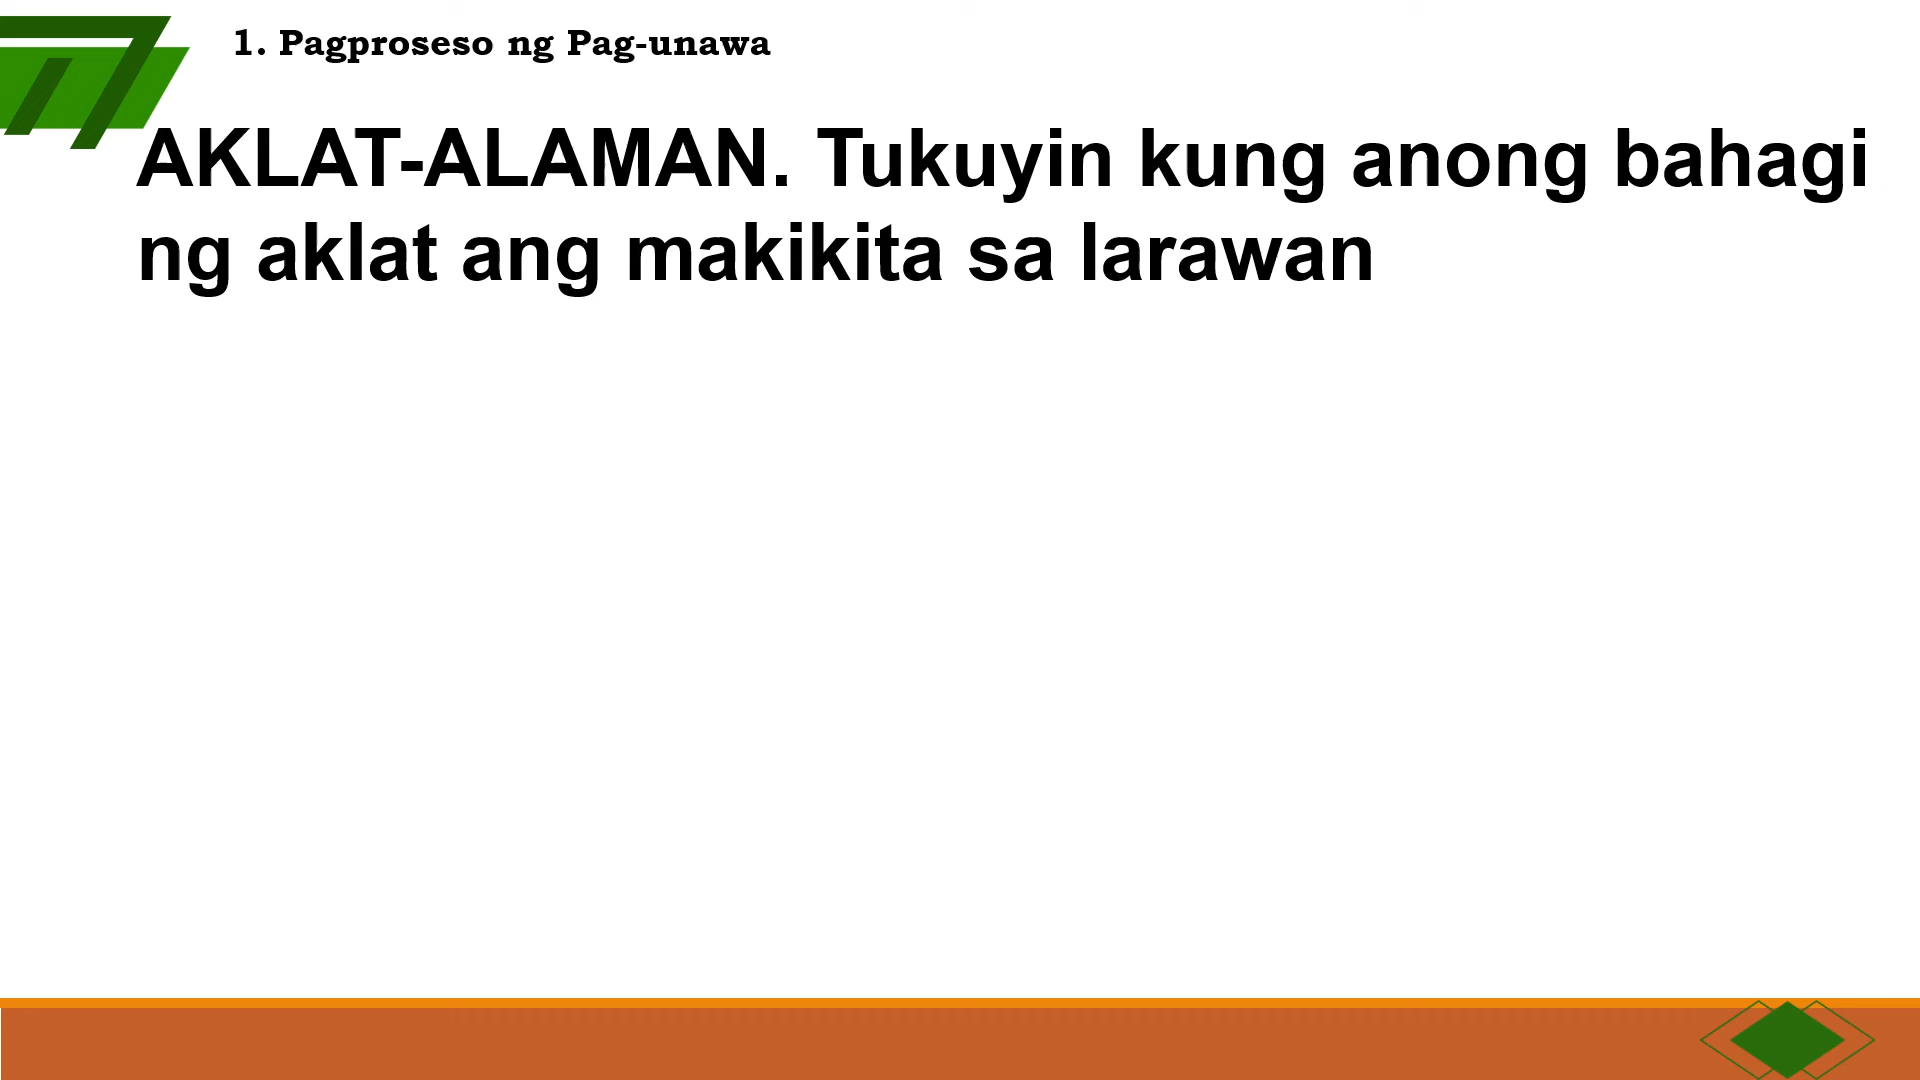 1. Pagproseso ng Pag-unawa
AKLAT-ALAMAN. Tukuyin kung anong bahagi
ng aklat ang makikita sa larawan